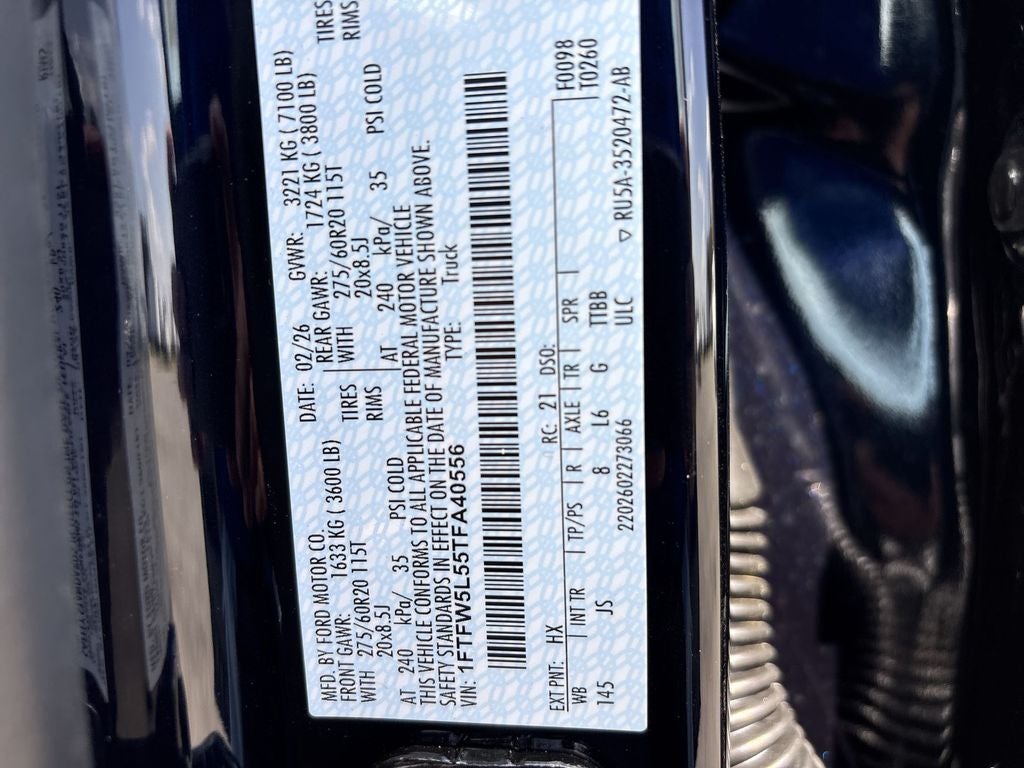 MFD. BY FORD MOTOR CO.
DATE: 02/26 GVWR: 3221 KG ( 7100 LB)
FRONT GAWR: 1633 KG ( 3600 LB)
REAR GAWR: 1724 KG ( 3800 LB)
WITH 275/60R20 115T TIRES
20x8.5J RIMS
AT 240 kPa/ 35 PSI COLD
WITH 275/60R20 115T TIRES
20x8.5J RIMS
AT 240 kPa/ 35 PSI COLD
THIS VEHICLE CONFORMS TO ALL APPLICABLE FEDERAL MOTOR VEHICLE
SAFETY STANDARDS IN EFFECT ON THE DATE OF MANUFACTURE SHOWN ABOVE.
VIN: 1FTFW5L55TFA40556 TYPE: Truck
EXT PNT: HX RC: 21 DSO: F0098
WB | INT TR | TP/PS | R | AXLE | TR | SPR | T0260
145 JS 8 L6 G TTBB
2202602273066 ULC ▽ RU5A-3520472-AB